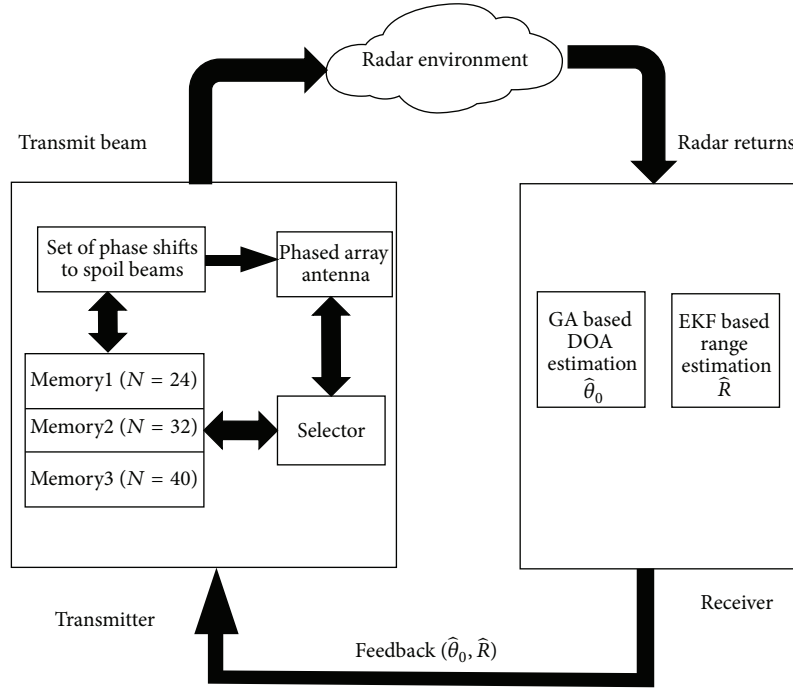 Radar environment
Transmit beam
Radar returns
Set of phase shifts
to spoil beams
Phased array
antenna
Memory1 (N = 24)
Memory2 (N = 32)
Memory3 (N = 40)
Selector
GA based
DOA
estimation
θ̂₀
EKF based
range
estimation
R̂
Transmitter
Receiver
Feedback (θ̂₀, R̂)